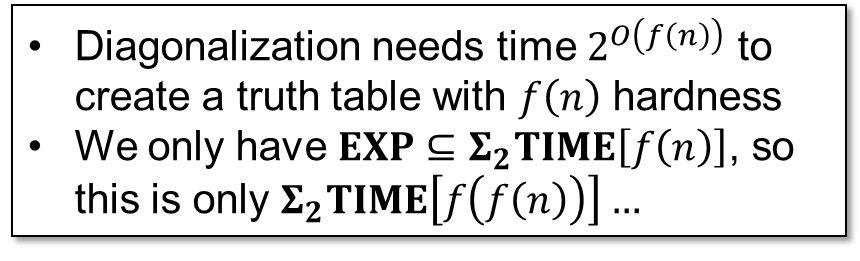 • Diagonalization needs time 2^{O(f(n))} to
create a truth table with f(n) hardness
• We only have EXP ⊆ Σ₂TIME[f(n)], so
this is only Σ₂TIME[f(f(n))] ...